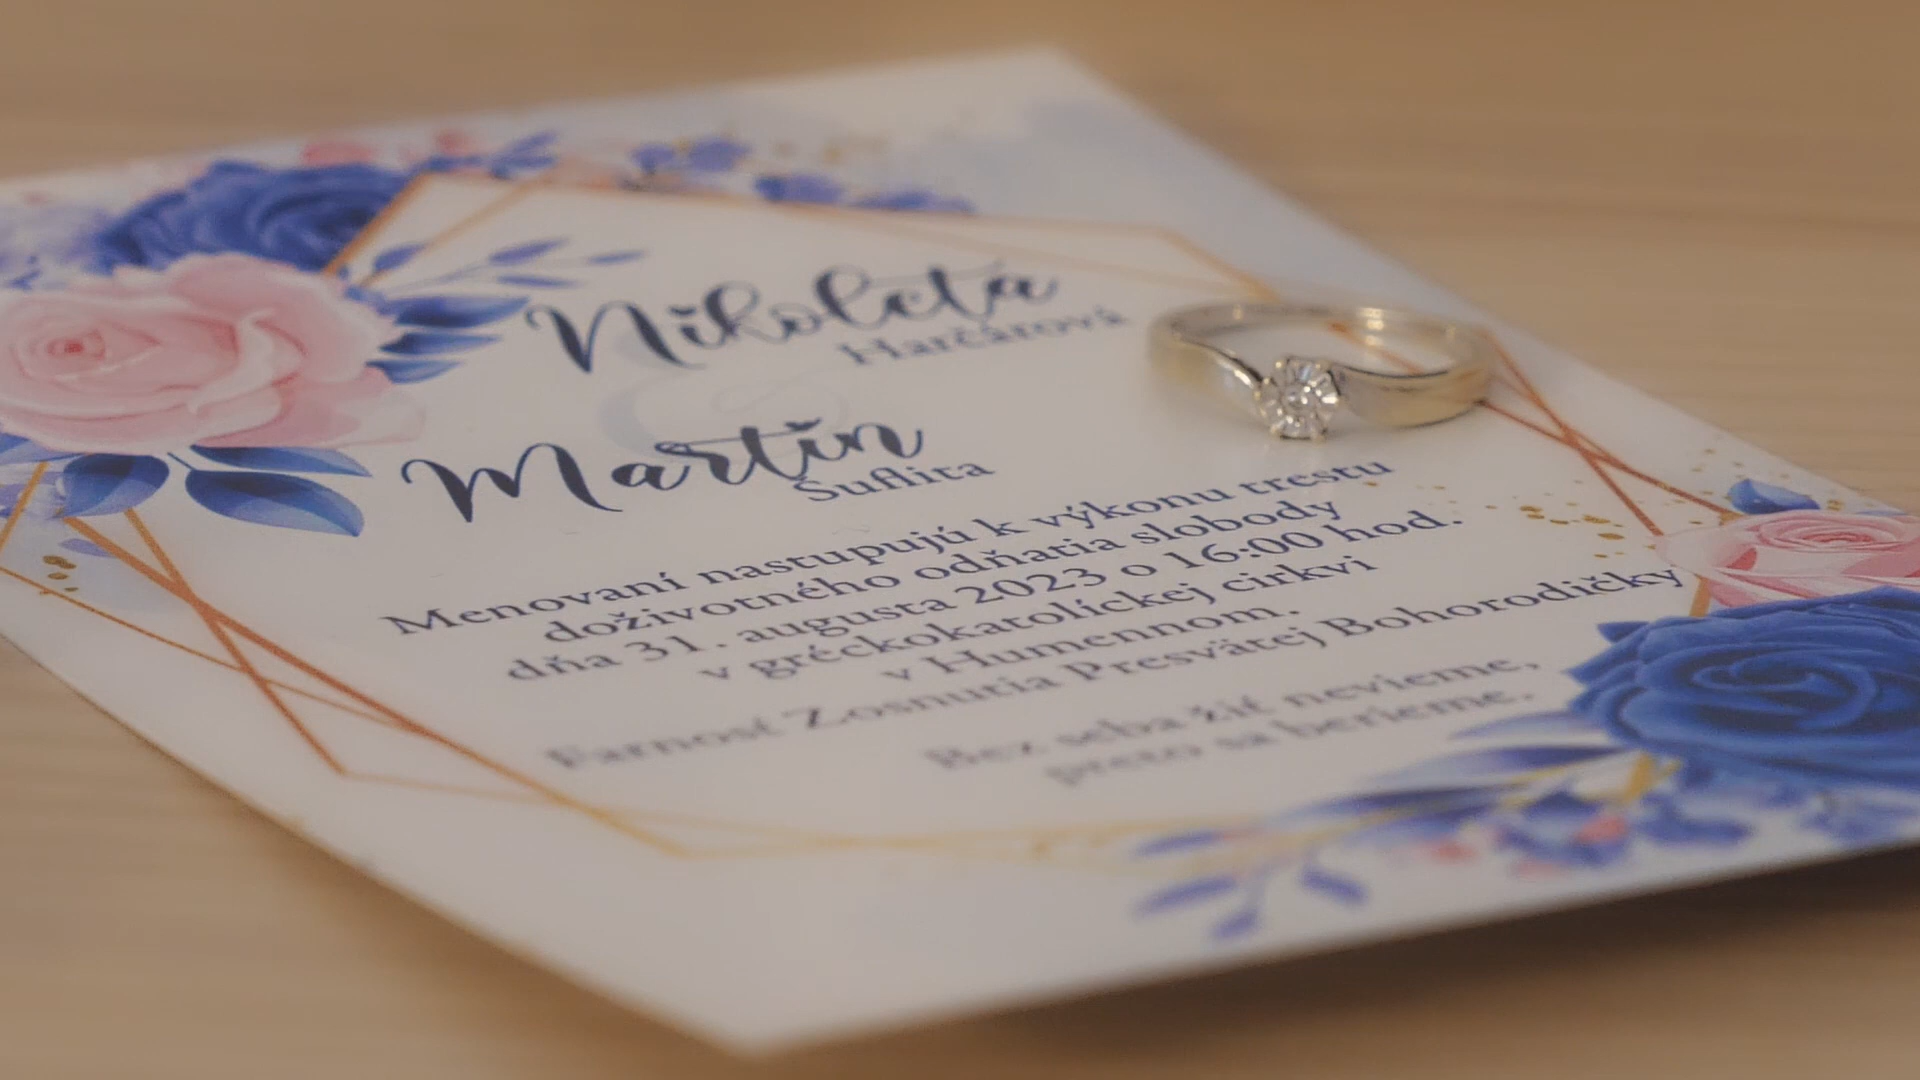 Nikoleta
Harčárová
&
Martin
Šuflita
Menovaní nastupujú k výkonu trestu
doživotného odňatia slobody
dňa 31. augusta 2023 o 16:00 hod.
v gréckokatolíckej cirkvi
v Humennom.
Farnosť Zosnutia Presvätej Bohorodičky
Bez seba žiť nevieme,
preto sa berieme.